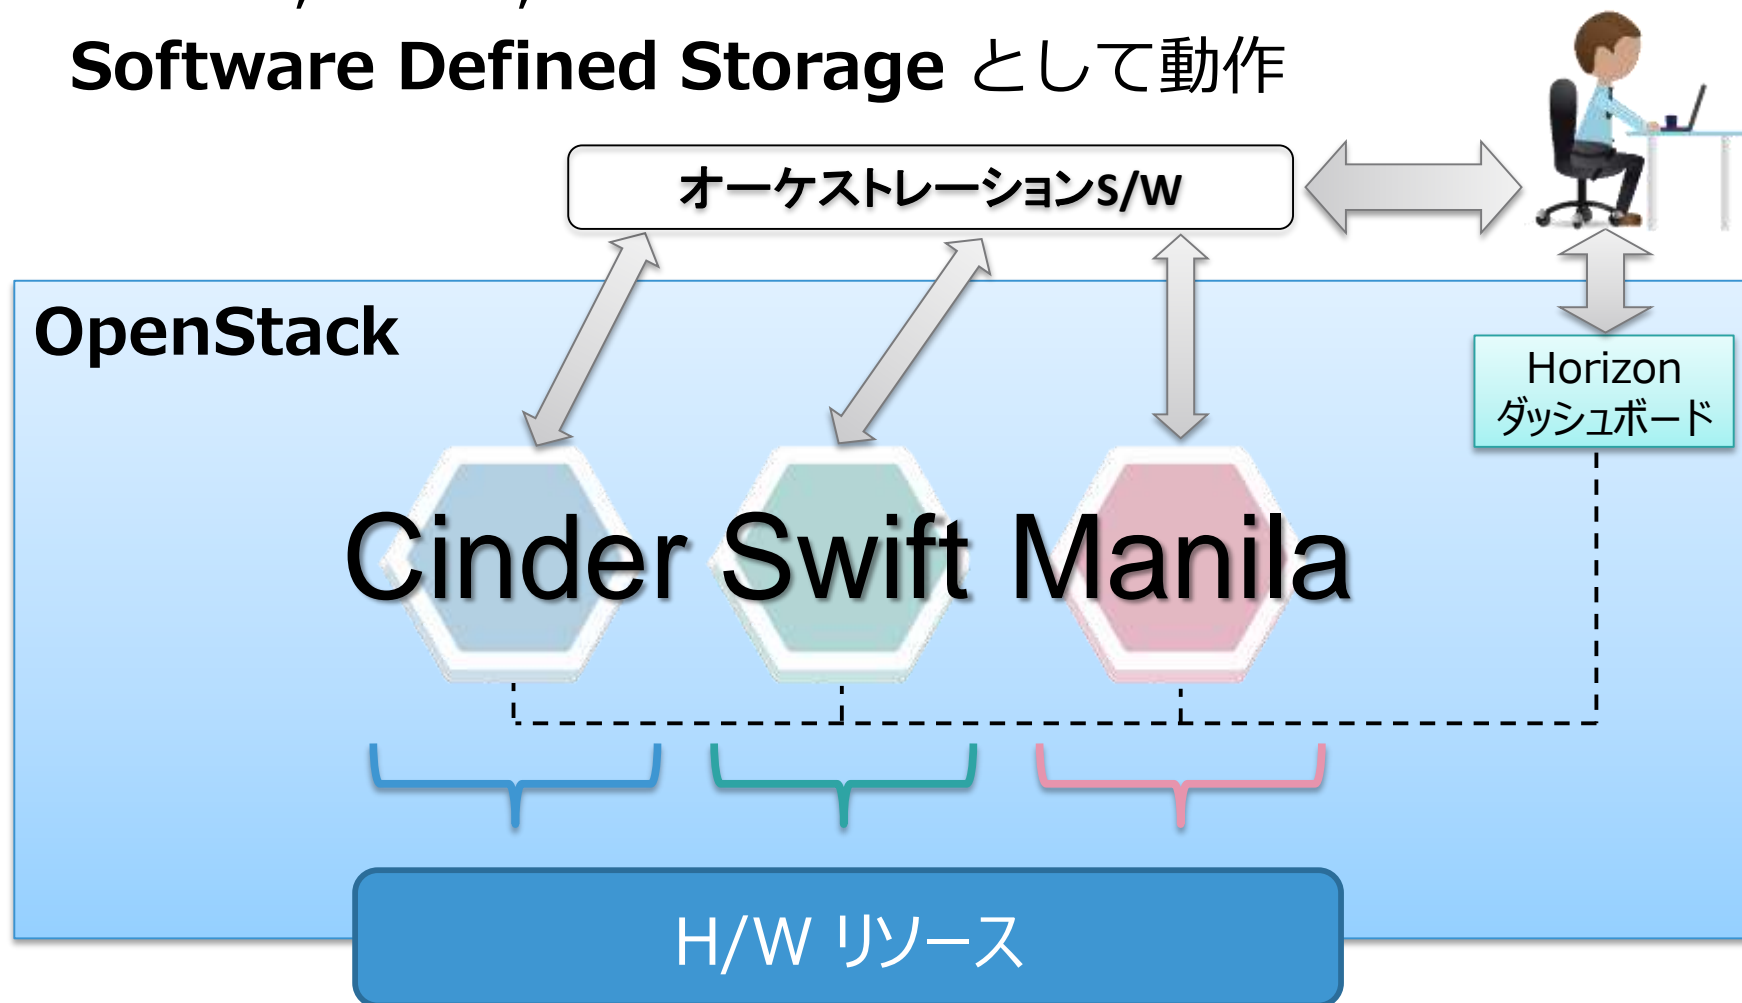 Software Defined Storage として動作
オーケストレーションS/W
OpenStack
Horizon
ダッシュボード
Cinder Swift Manila
H/W リソース